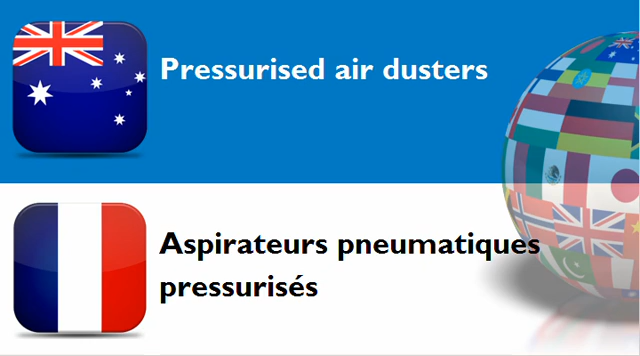 Pressurised air dusters
Aspirateurs pneumatiques
pressurisés